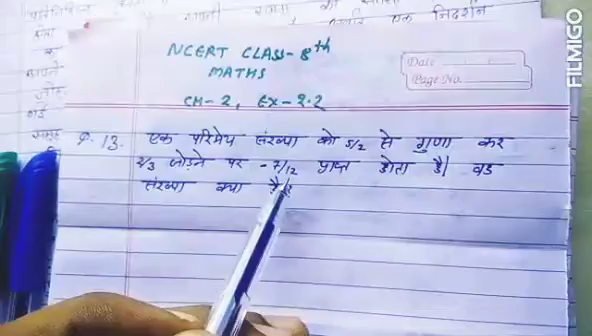 NCERT CLASS-8th
MATHS
CH-2, EX-2.2
Date
Page No.
Q.13. एक परिमेय संख्या को 5/2 से गुणा कर
2/3 जोड़ने पर -7/12 प्राप्त होता है। वह
संख्या क्या है?
FILMIGO